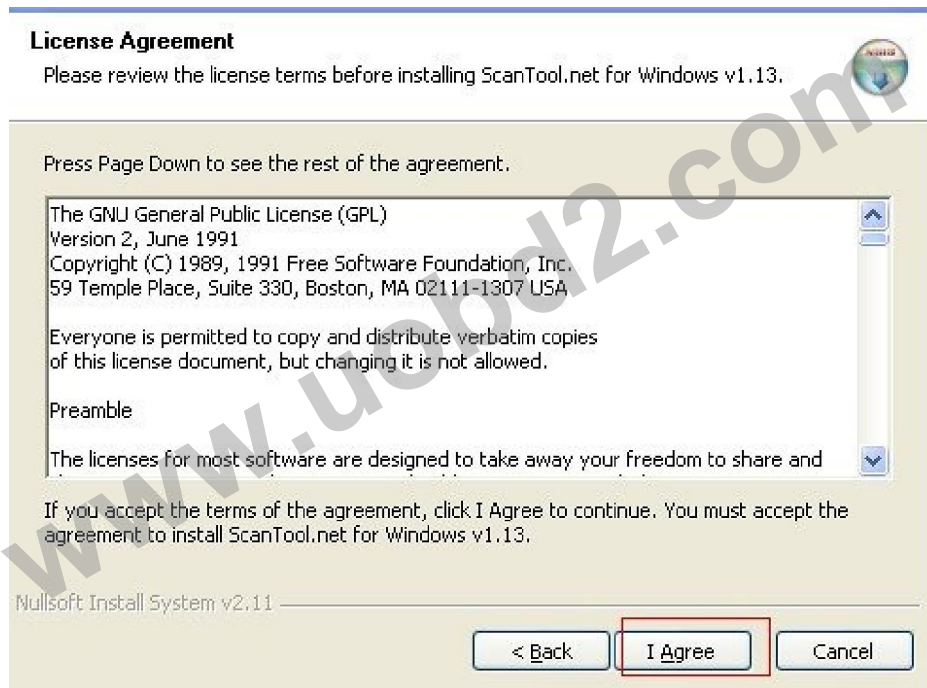 License Agreement
Please review the license terms before installing ScanTool.net for Windows v1.13.
Press Page Down to see the rest of the agreement.
The GNU General Public License (GPL)
Version 2, June 1991
Copyright (C) 1989, 1991 Free Software Foundation, Inc.
59 Temple Place, Suite 330, Boston, MA 02111-1307 USA
Everyone is permitted to copy and distribute verbatim copies
of this license document, but changing it is not allowed.
Preamble
The licenses for most software are designed to take away your freedom to share and
If you accept the terms of the agreement, click I Agree to continue. You must accept the
agreement to install ScanTool.net for Windows v1.13.
Nullsoft Install System v2.11
< Back
I Agree
Cancel
www.uobd2.com